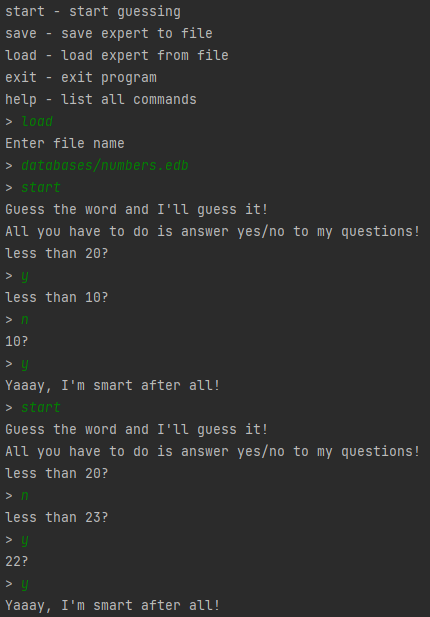 start - start guessing
save - save expert to file
load - load expert from file
exit - exit program
help - list all commands
> load
Enter file name
> databases/numbers.edb
> start
Guess the word and I'll guess it!
All you have to do is answer yes/no to my questions!
less than 20?
> y
less than 10?
> n
10?
> y
Yaaay, I'm smart after all!
> start
Guess the word and I'll guess it!
All you have to do is answer yes/no to my questions!
less than 20?
> n
less than 23?
> y
22?
> y
Yaaay, I'm smart after all!